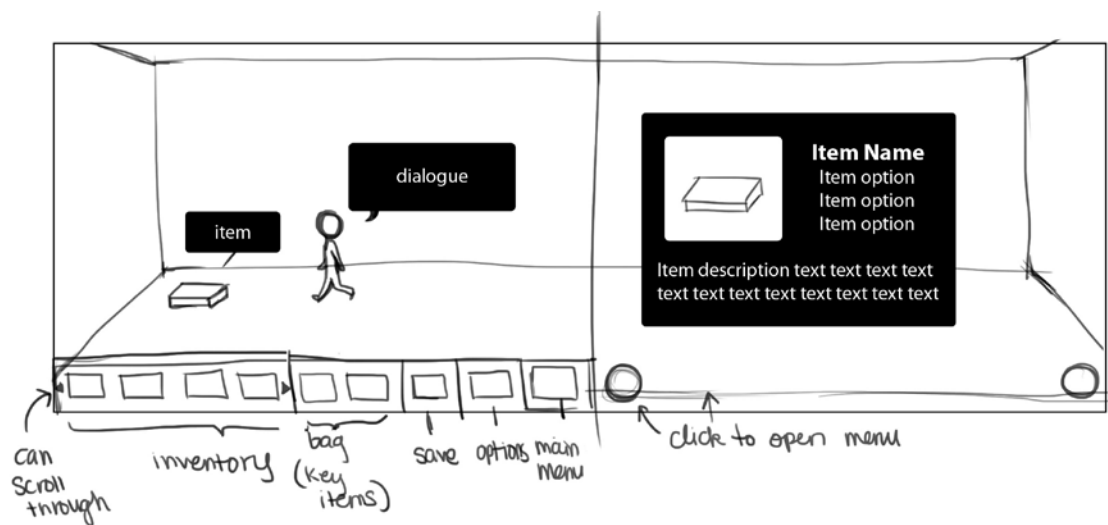 dialogue
item
Item Name
Item option
Item option
Item option
Item description text text text text
text text text text text text text text
can
scroll
through
inventory
bag
(key
items)
save
options
main
menu
click to open menu